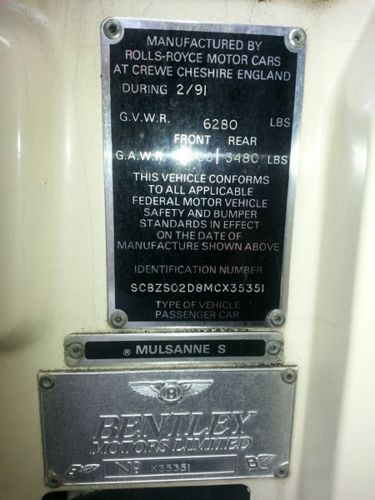 MANUFACTURED BY
ROLLS-ROYCE MOTOR CARS
AT CREWE CHESHIRE ENGLAND
DURING 2/91
G.V.W.R. 6280 LBS
FRONT REAR
G.A.W.R. 3480 LBS
THIS VEHICLE CONFORMS
TO ALL APPLICABLE
FEDERAL MOTOR VEHICLE
SAFETY AND BUMPER
STANDARDS IN EFFECT
ON THE DATE OF
MANUFACTURE SHOWN ABOVE
IDENTIFICATION NUMBER
SCBZS02D8MCX35351
TYPE OF VEHICLE
PASSENGER CAR
® MULSANNE S
B
BENTLEY
MOTORS LIMITED
B Nº X35351 B